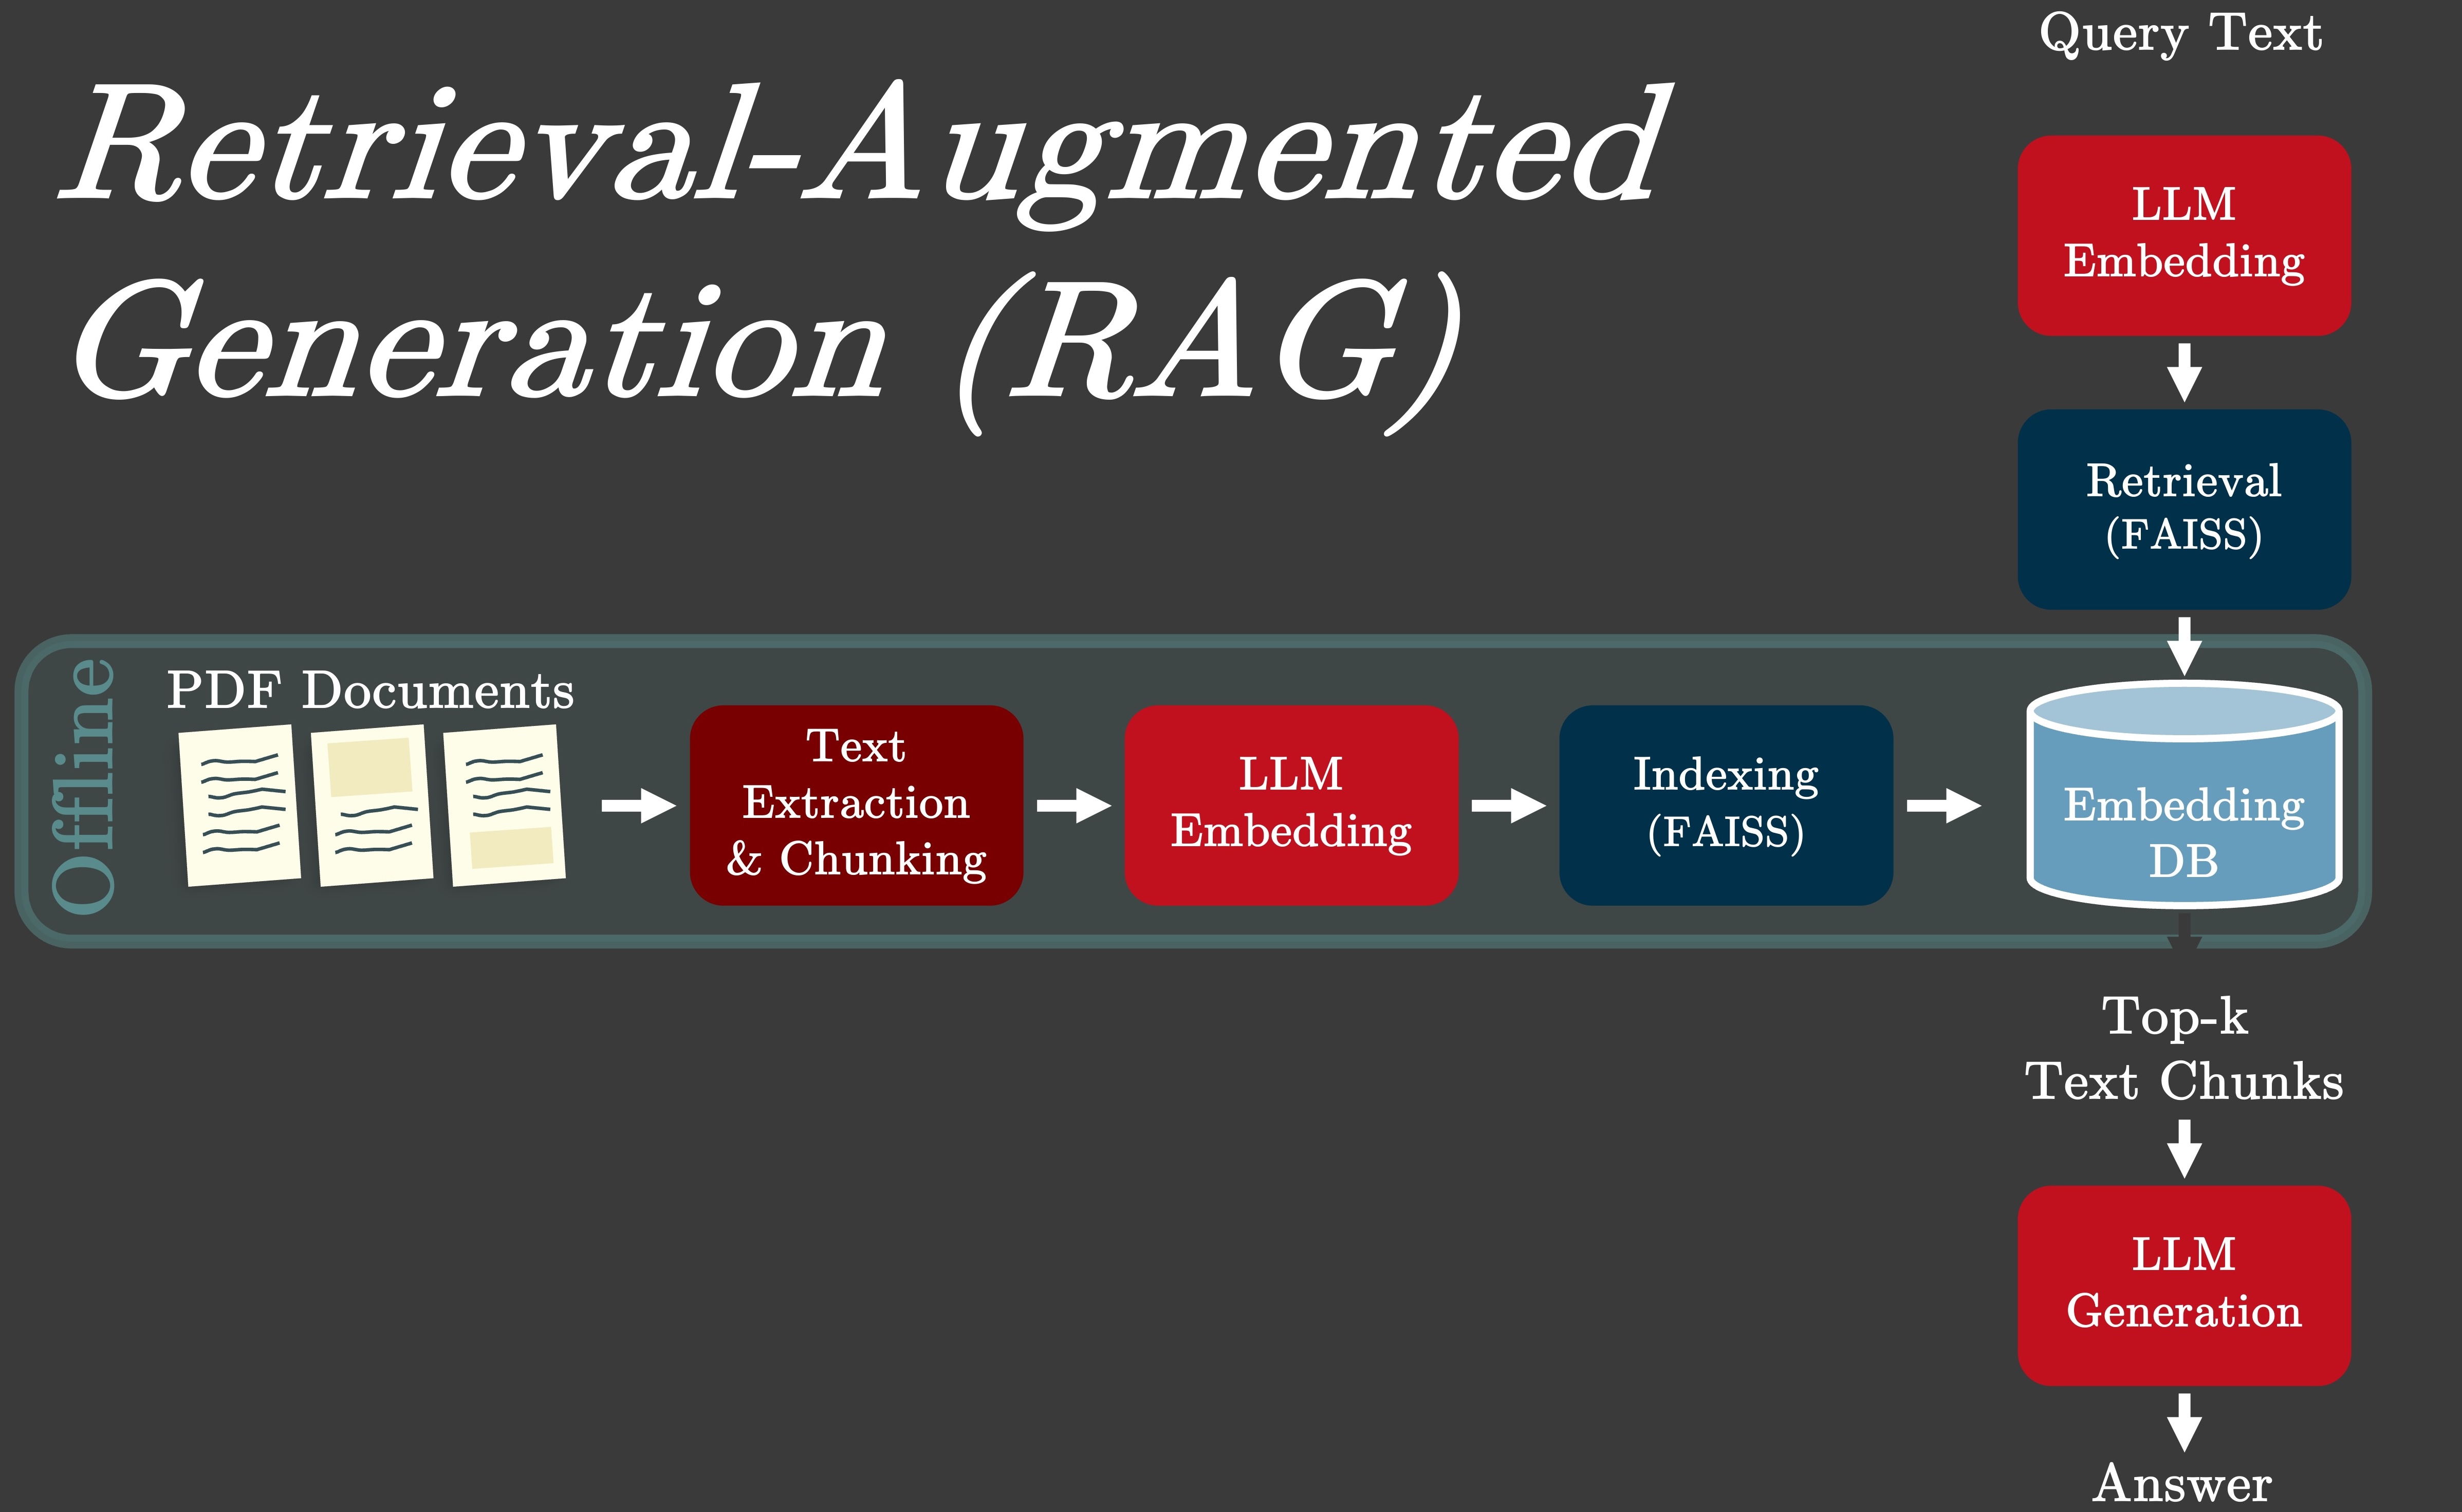 Retrieval-Augmented
Generation (RAG)
Query Text
LLM
Embedding
Retrieval
(FAISS)
Offline
PDF Documents
Text
Extraction
& Chunking
LLM
Embedding
Indexing
(FAISS)
Embedding
DB
Top-k
Text Chunks
LLM
Generation
Answer